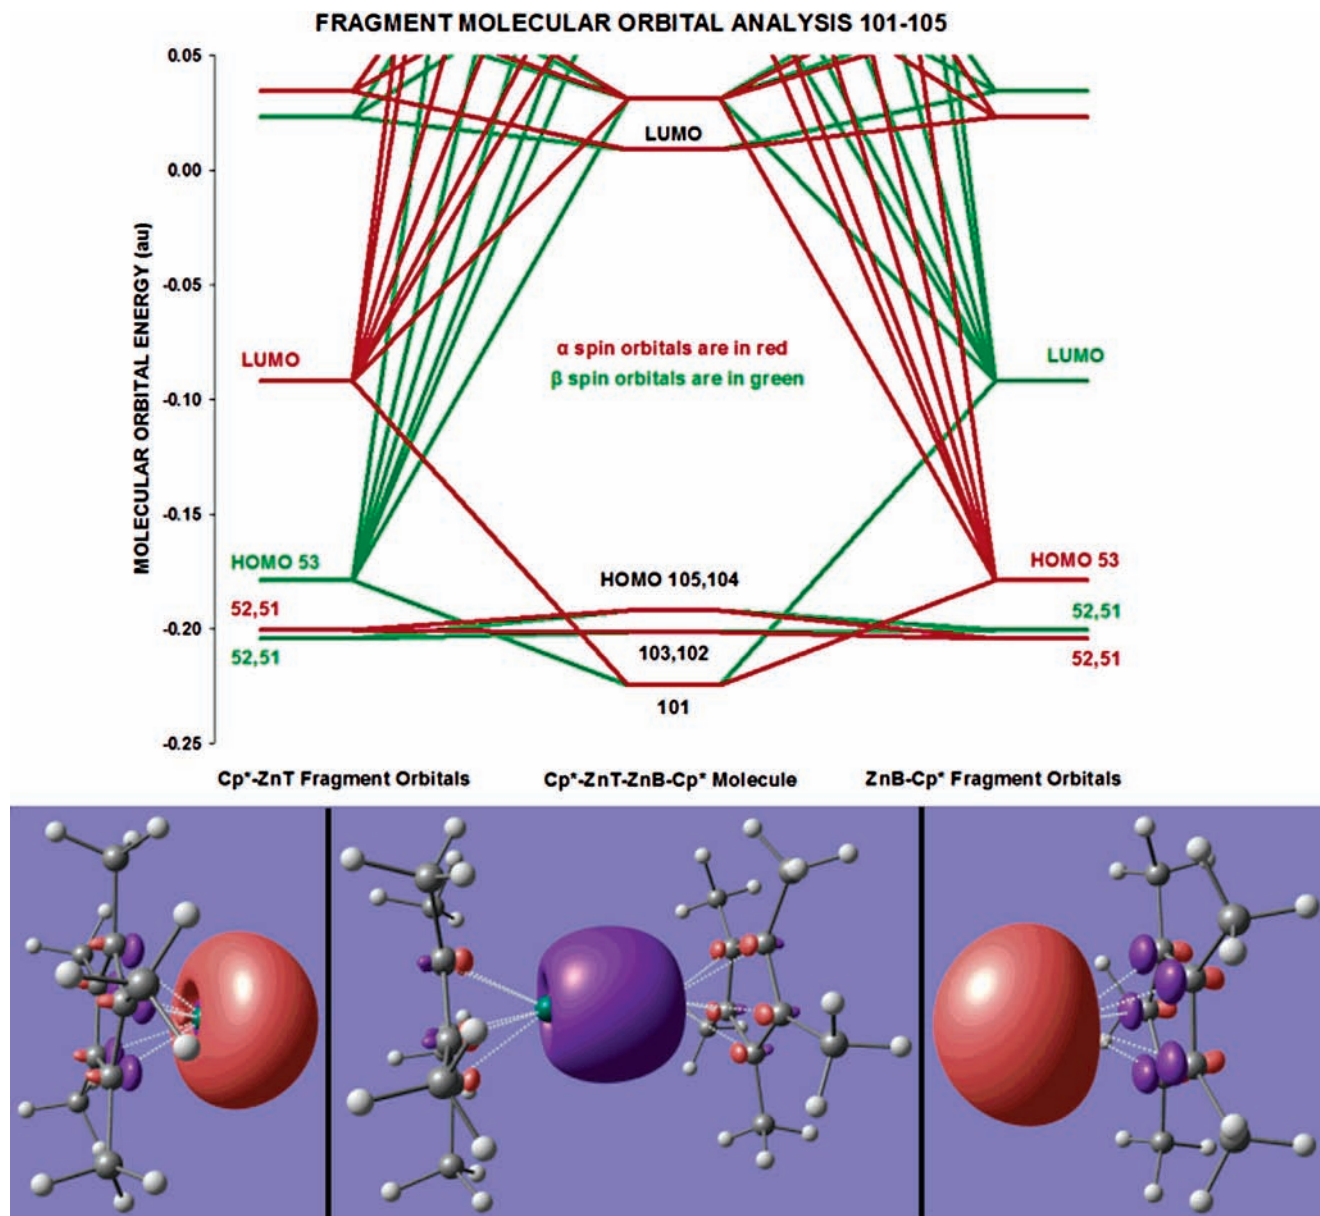 FRAGMENT MOLECULAR ORBITAL ANALYSIS 101-105
MOLECULAR ORBITAL ENERGY (au)
0.05
0.00
-0.05
-0.10
-0.15
-0.20
-0.25
LUMO
α spin orbitals are in red
β spin orbitals are in green
LUMO
LUMO
HOMO 53
52,51
52,51
HOMO 105,104
103,102
101
HOMO 53
52,51
52,51
Cp*-ZnT Fragment Orbitals
Cp*-ZnT-ZnB-Cp* Molecule
ZnB-Cp* Fragment Orbitals